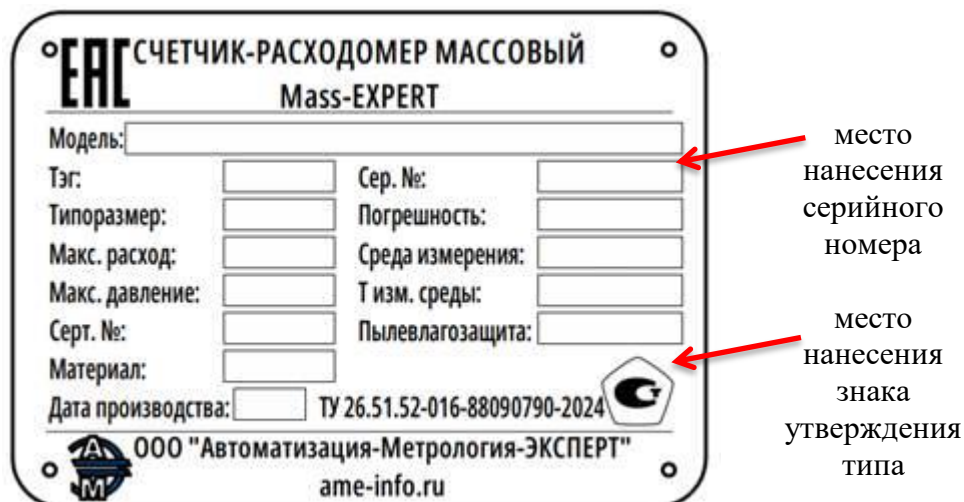 ЕАС СЧЕТЧИК-РАСХОДОМЕР МАССОВЫЙ
Mass-EXPERT
Модель:
Тэг: Сер. №:
Типоразмер: Погрешность:
Макс. расход: Среда измерения:
Макс. давление: Т изм. среды:
Серт. №: Пылевлагозащита:
Материал:
Дата производства: ТУ 26.51.52-016-88090790-2024
АМ ООО "Автоматизация-Метрология-ЭКСПЕРТ"
ame-info.ru
место
нанесения
серийного
номера
место
нанесения
знака
утверждения
типа